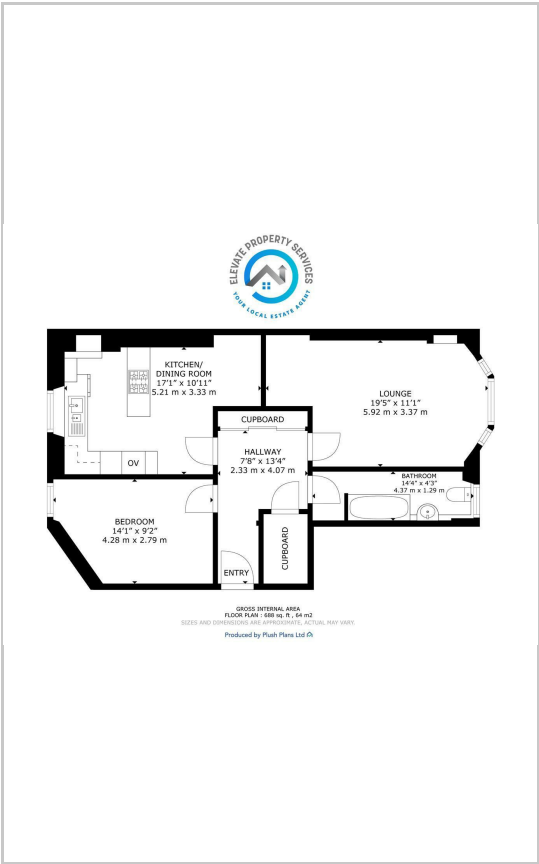 ELEVATE PROPERTY SERVICES
YOUR LOCAL ESTATE AGENT
KITCHEN/
DINING ROOM
17'1" x 10'11"
5.21 m x 3.33 m
LOUNGE
19'5" x 11'1"
5.92 m x 3.37 m
CUPBOARD
HALLWAY
7'8" x 13'4"
2.33 m x 4.07 m
OV
BATHROOM
14'4" x 4'3"
4.37 m x 1.29 m
BEDROOM
14'1" x 9'2"
4.28 m x 2.79 m
CUPBOARD
ENTRY
GROSS INTERNAL AREA
FLOOR PLAN : 688 sq. ft , 64 m2
SIZES AND DIMENSIONS ARE APPROXIMATE, ACTUAL MAY VARY.
Produced by Plush Plans Ltd